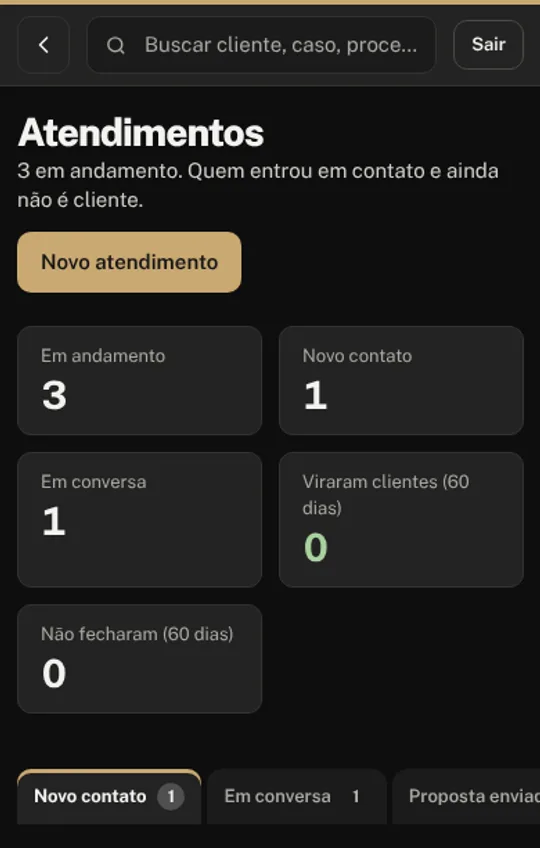 Buscar cliente, caso, proce...
Sair
Atendimentos
3 em andamento. Quem entrou em contato e ainda
não é cliente.
Novo atendimento
Em andamento
3
Novo contato
1
Em conversa
1
Viraram clientes (60
dias)
0
Não fecharam (60 dias)
0
Novo contato 1
Em conversa 1
Proposta